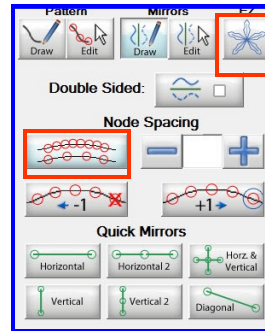 Pattern Mirrors EZ
Draw Edit Draw Edit
Double Sided:
Node Spacing
-1 +1
Quick Mirrors
Horizontal Horizontal 2 Horz. & Vertical
Vertical Vertical 2 Diagonal